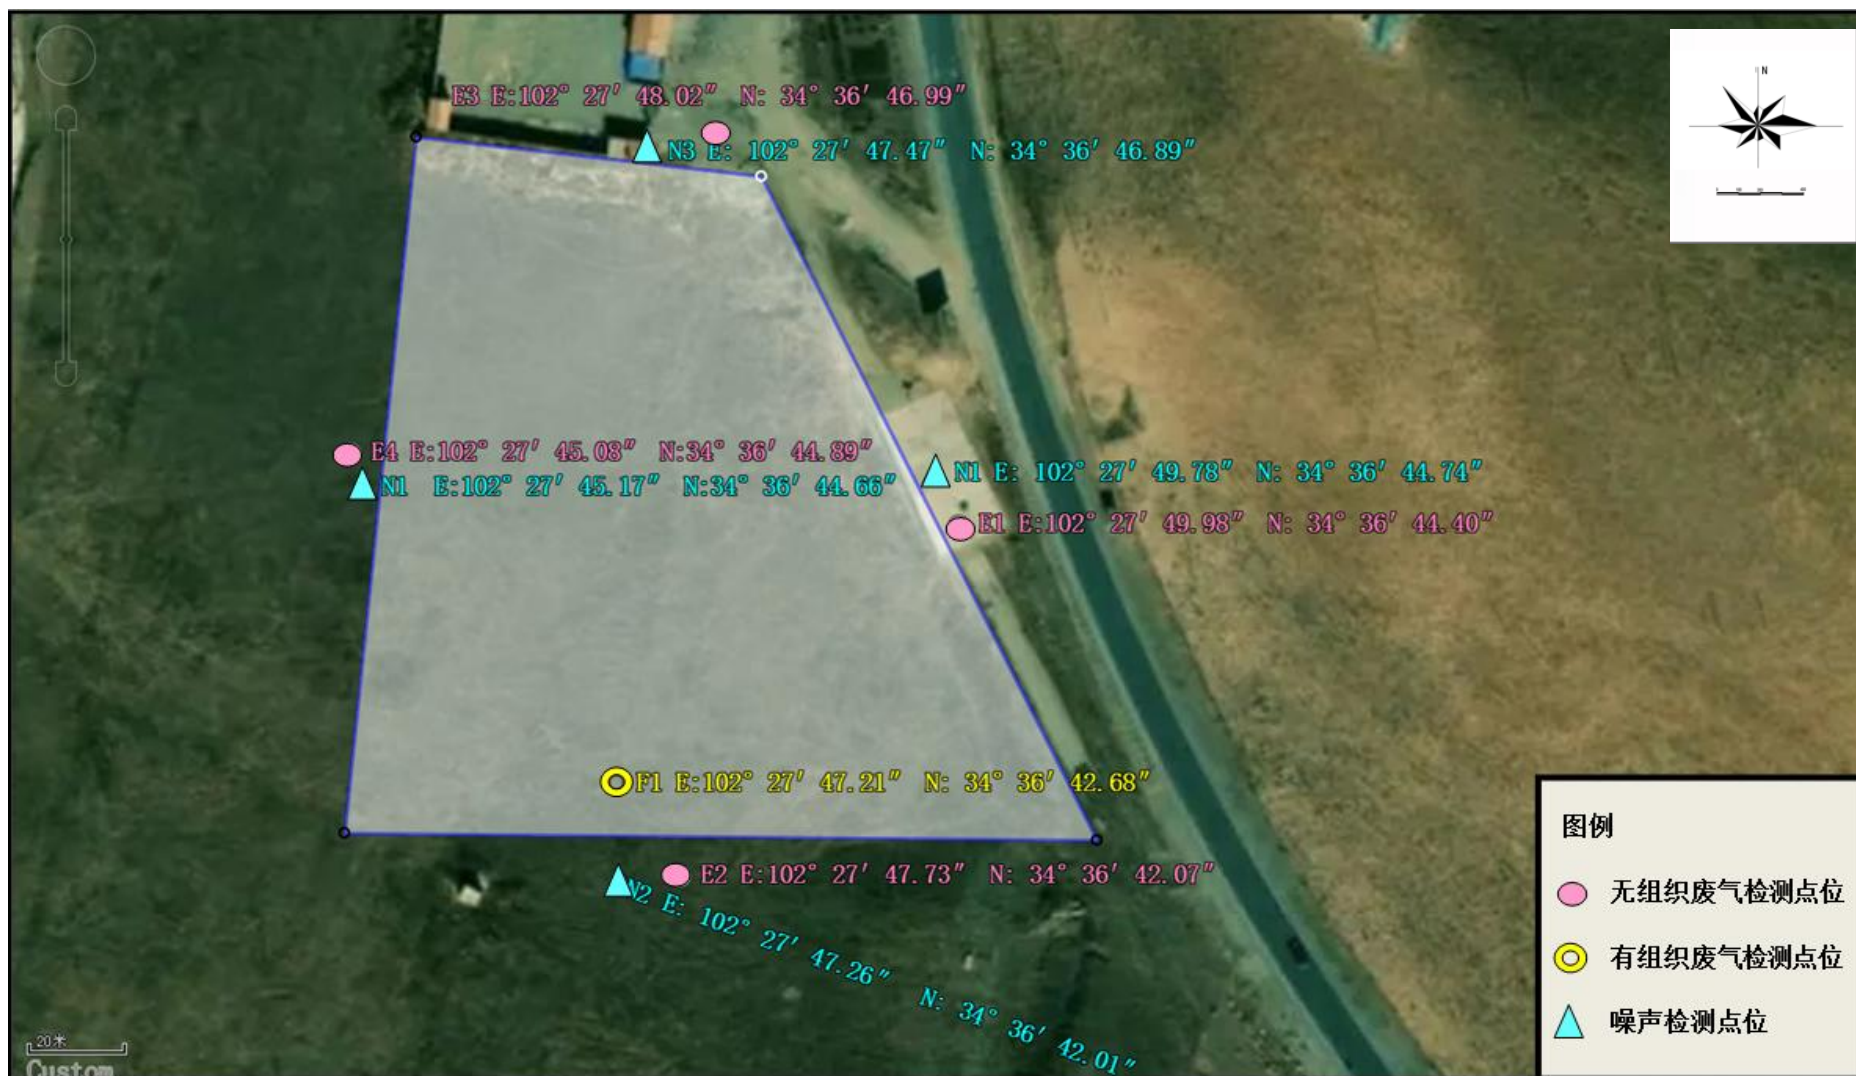 N
E3 E:102° 27′ 48.02″ N: 34° 36′ 46.99″
N3 E: 102° 27′ 47.47″ N: 34° 36′ 46.89″
E4 E:102° 27′ 45.08″ N:34° 36′ 44.89″
N1 E: 102° 27′ 49.78″ N: 34° 36′ 44.74″
N1 E:102° 27′ 45.17″ N:34° 36′ 44.66″
E1 E:102° 27′ 49.98″ N: 34° 36′ 44.40″
F1 E:102° 27′ 47.21″ N: 34° 36′ 42.68″
E2 E:102° 27′ 47.73″ N: 34° 36′ 42.07″
N2 E: 102° 27′ 47.26″ N: 34° 36′ 42.01″
图例
无组织废气检测点位
有组织废气检测点位
噪声检测点位
20米
Custom